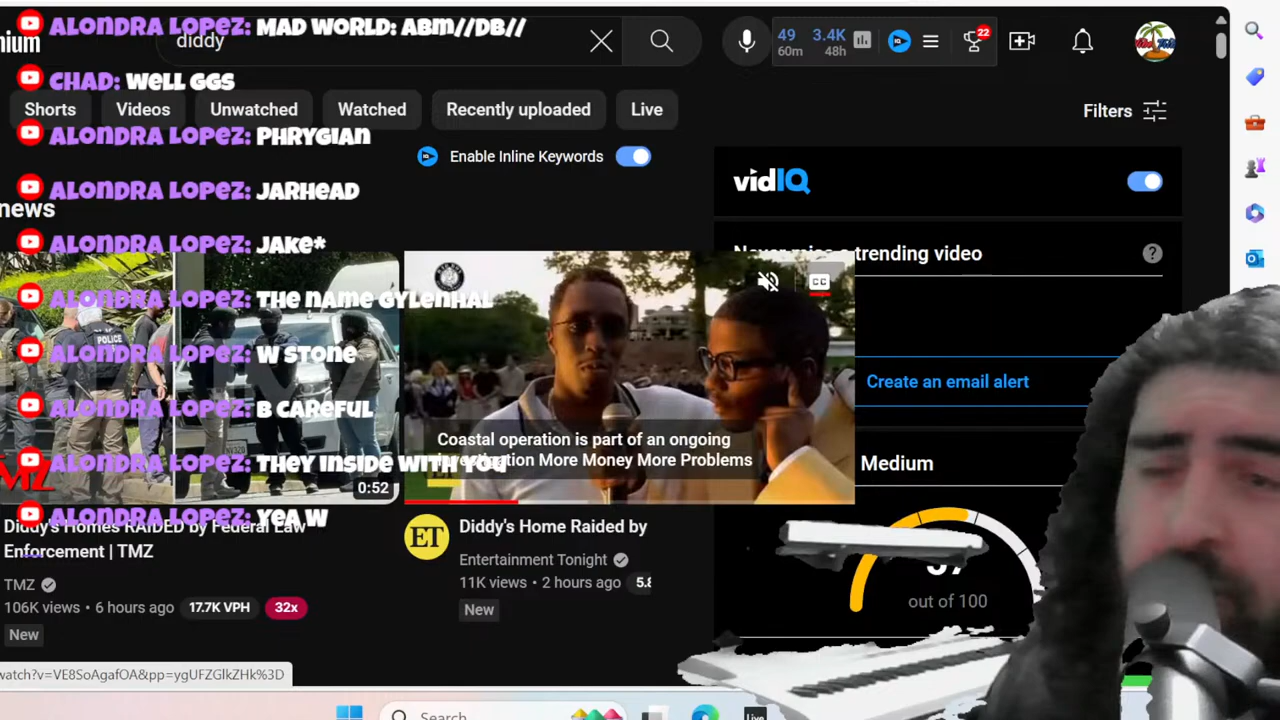 ALONDRA LOPEZ: MAD WORLD: ABM//DB//
mium
diddy
49
60m
3.4K
48h
22
CHAD: WELL GGS
Shorts
Videos
Unwatched
Watched
Recently uploaded
Live
Filters
ALONDRA LOPEZ: PHRYGIAN
Enable Inline Keywords
vidIQ
ALONDRA LOPEZ: JARHEAD
news
ALONDRA LOPEZ: JAKE*
trending video
?
CC
ALONDRA LOPEZ: THE NAME GYLENHAL
POLICE
ALONDRA LOPEZ: W STONE
Create an email alert
ALONDRA LOPEZ: B CAREFUL
Coastal operation is part of an ongoing
More Money More Problems
ALONDRA LOPEZ: THEY INSIDE WITH YOU
Medium
0:52
ALONDRA LOPEZ: YEA W
Diddy's Homes RAIDED by Federal Law
Enforcement | TMZ
TMZ
106K views • 6 hours ago
17.7K VPH
32x
New
ET
Diddy's Home Raided by
Entertainment Tonight
11K views • 2 hours ago
5.8
New
out of 100
watch?v=VE8SoAgafOA&pp=ygUFZGlkZHk%3D
Search
Live